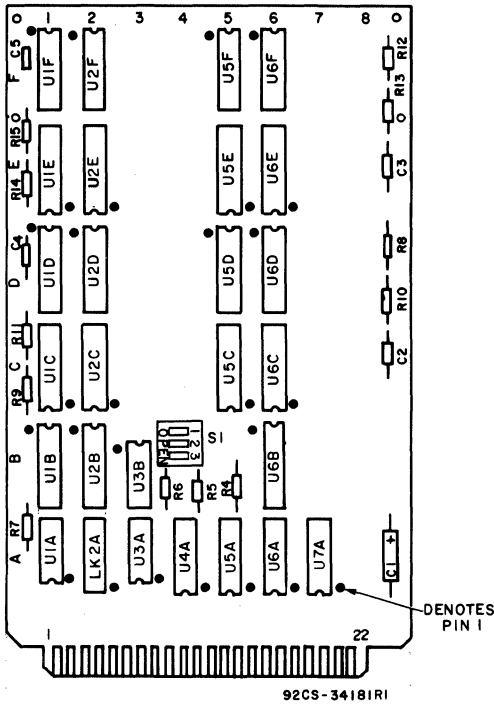 0 1 2 3 4 5 6 7 8 0
C5 U1F U2F U5F U6F R12
F
R13
R15 0 0
E U1E U2E U5E U6E C3
R14
C4 U1D U2D U5D U6D R8
D
R10
R11 U1C U2C U5C U6C C2
C
R9
OPEN 1 2 3 S1
B U1B U2B U3B U6B
R6 R5 R4
R7
A U1A LK2A U3A U4A U5A U6A U7A C1 +
DENOTES
PIN 1
1 22
92CS-34181R1